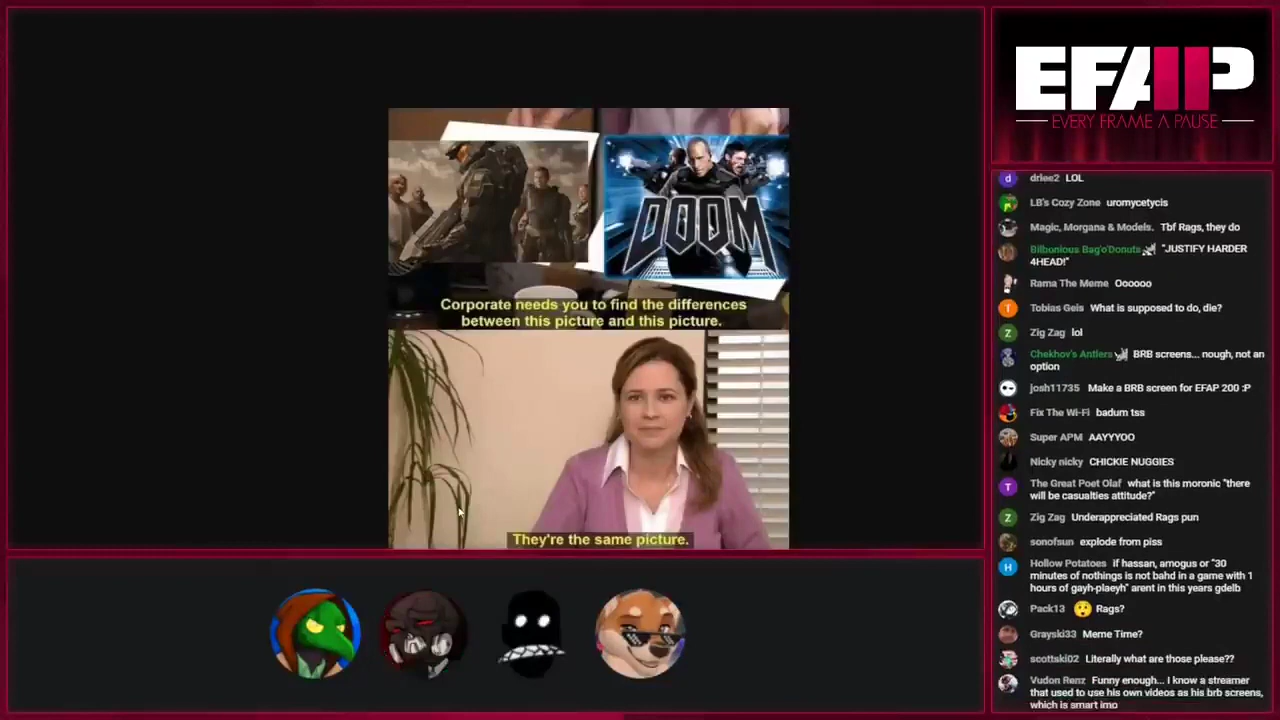 DOOM
Corporate needs you to find the differences
between this picture and this picture.
They're the same picture.
EFAP
EVERY FRAME A PAUSE
d
drlee2 LOL
LB's Cozy Zone uromycetycis
Magic, Morgana & Models. Tbf Rags, they do
Bilbonious Bag'o'Donuts "JUSTIFY HARDER
4HEAD!"
Rama The Meme Oooooo
T
Tobias Geis What is supposed to do, die?
Z
Zig Zag lol
Chekhov's Antlers BRB screens... nough, not an
option
josh11735 Make a BRB screen for EFAP 200 :P
Fix The Wi-Fi badum tss
Super APM AAYYYOO
Nicky nicky CHICKIE NUGGIES
T
The Great Poet Olaf what is this moronic "there
will be casualties attitude?"
Z
Zig Zag Underappreciated Rags pun
sonofsun explode from piss
H
Hollow Potatoes if hassan, amogus or "30
minutes of nothings is not bahd in a game with 1
hours of gayh-plaeyh" arent in this years gdelb
Pack13 😲 Rags?
Grayski33 Meme Time?
scottski02 Literally what are those please??
Vudon Renz Funny enough... I know a streamer
that used to use his own videos as his brb screens,
which is smart imo